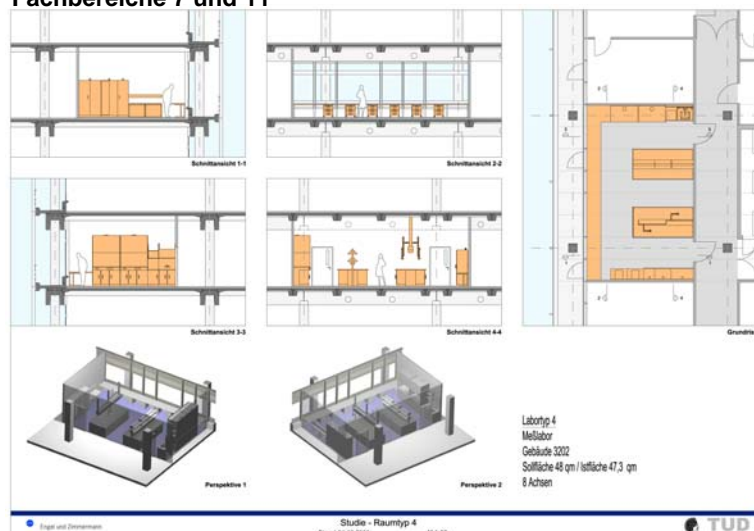 Fachbereiche 7 und 11
Schnittansicht 1-1
Schnittansicht 2-2
Schnittansicht 3-3
Schnittansicht 4-4
Grundriss
Perspektive 1
Perspektive 2
Labortyp 4
Meßlabor
Gebäude 3202
Sollfläche 48 qm / Istfläche 47,3 qm
8 Achsen
Engel und Zimmermann
Studie - Raumtyp 4
TUD